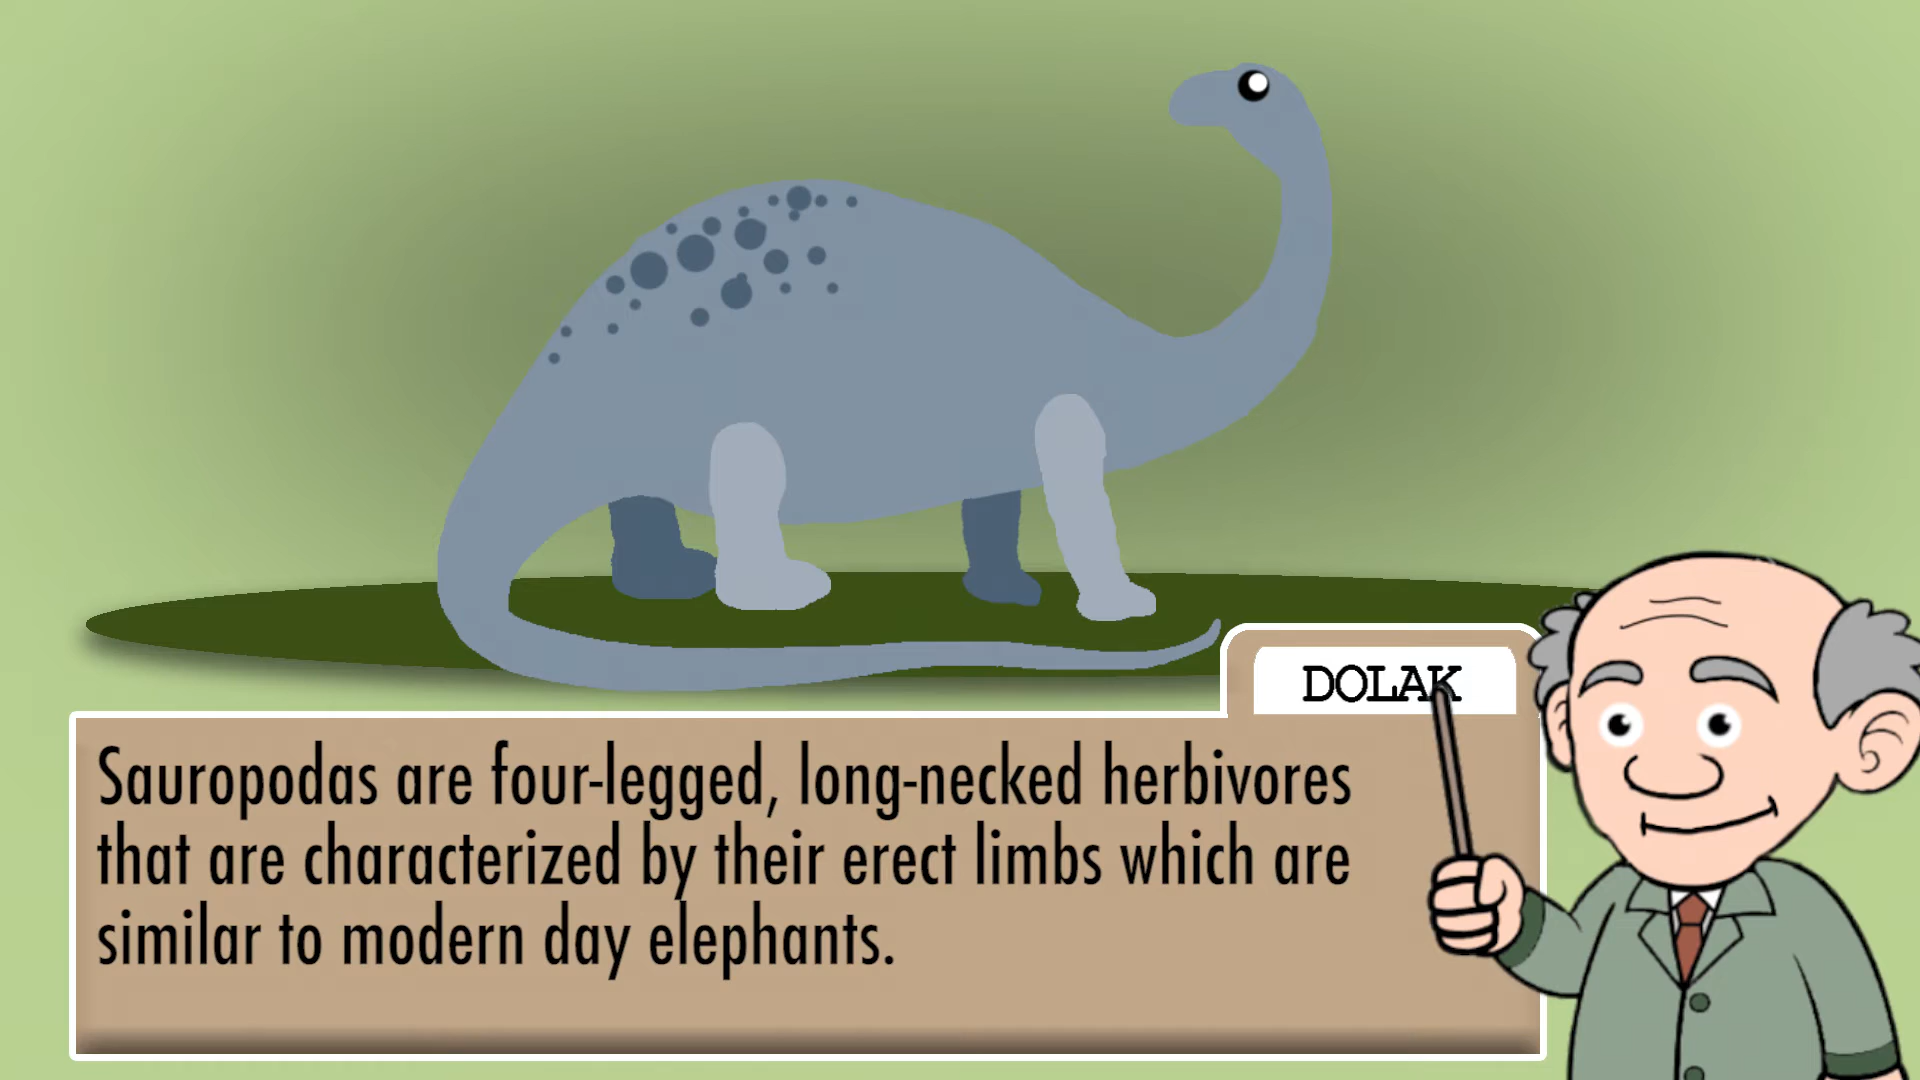 DOLAK
Sauropodas are four-legged, long-necked herbivores
that are characterized by their erect limbs which are
similar to modern day elephants.